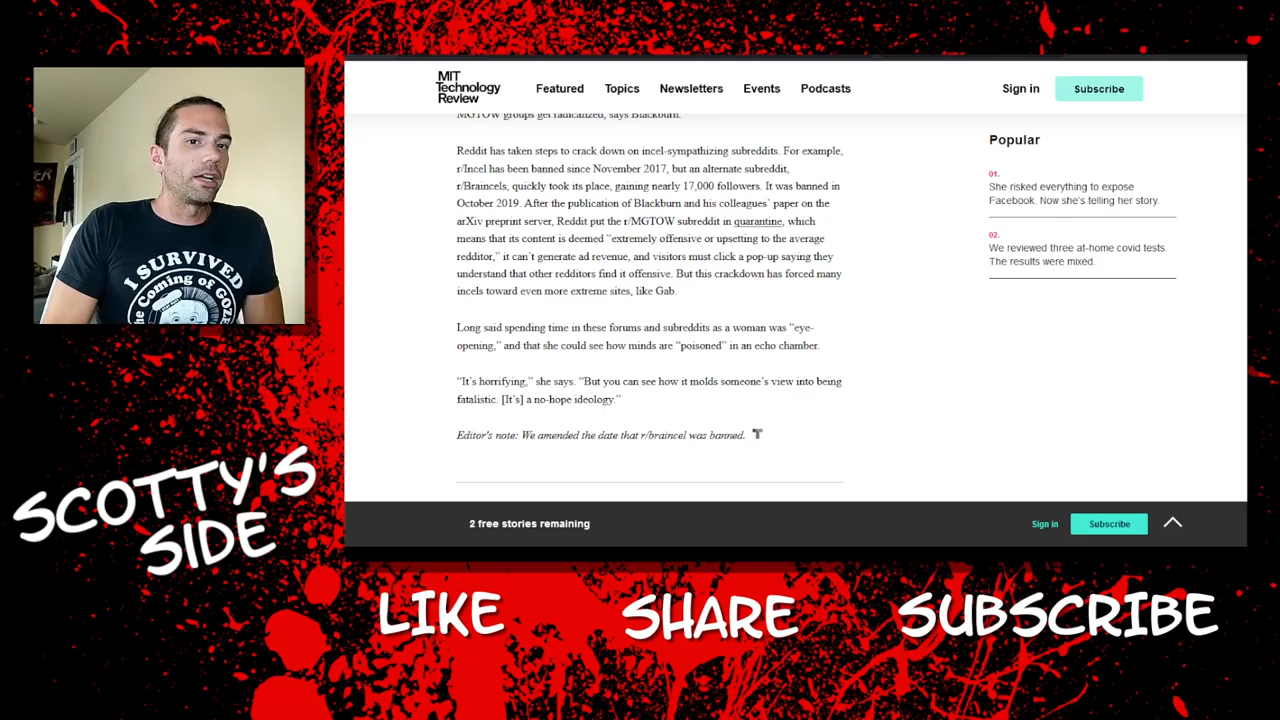 MIT
Technology
Review
Featured
Topics
Newsletters
Events
Podcasts
Sign in
Subscribe
MGTOW groups get radicalized, says Blackburn.
Reddit has taken steps to crack down on incel-sympathizing subreddits. For example,
r/Incel has been banned since November 2017, but an alternate subreddit,
r/Braincels, quickly took its place, gaining nearly 17,000 followers. It was banned in
October 2019. After the publication of Blackburn and his colleagues' paper on the
arXiv preprint server, Reddit put the r/MGTOW subreddit in quarantine, which
means that its content is deemed “extremely offensive or upsetting to the average
redditor,” it can't generate ad revenue, and visitors must click a pop-up saying they
understand that other redditors find it offensive. But this crackdown has forced many
incels toward even more extreme sites, like Gab.
Long said spending time in these forums and subreddits as a woman was “eye-
opening,” and that she could see how minds are “poisoned” in an echo chamber.
“It's horrifying,” she says. “But you can see how it molds someone's view into being
fatalistic. [It's] a no-hope ideology.”
Editor's note: We amended the date that r/braincel was banned.
Popular
01.
She risked everything to expose
Facebook. Now she's telling her story.
02.
We reviewed three at-home covid tests.
The results were mixed.
2 free stories remaining
Sign in
Subscribe
I SURVIVED
the Coming of GOZER
SCOTTY'S
SIDE
LIKE
SHARE
SUBSCRIBE